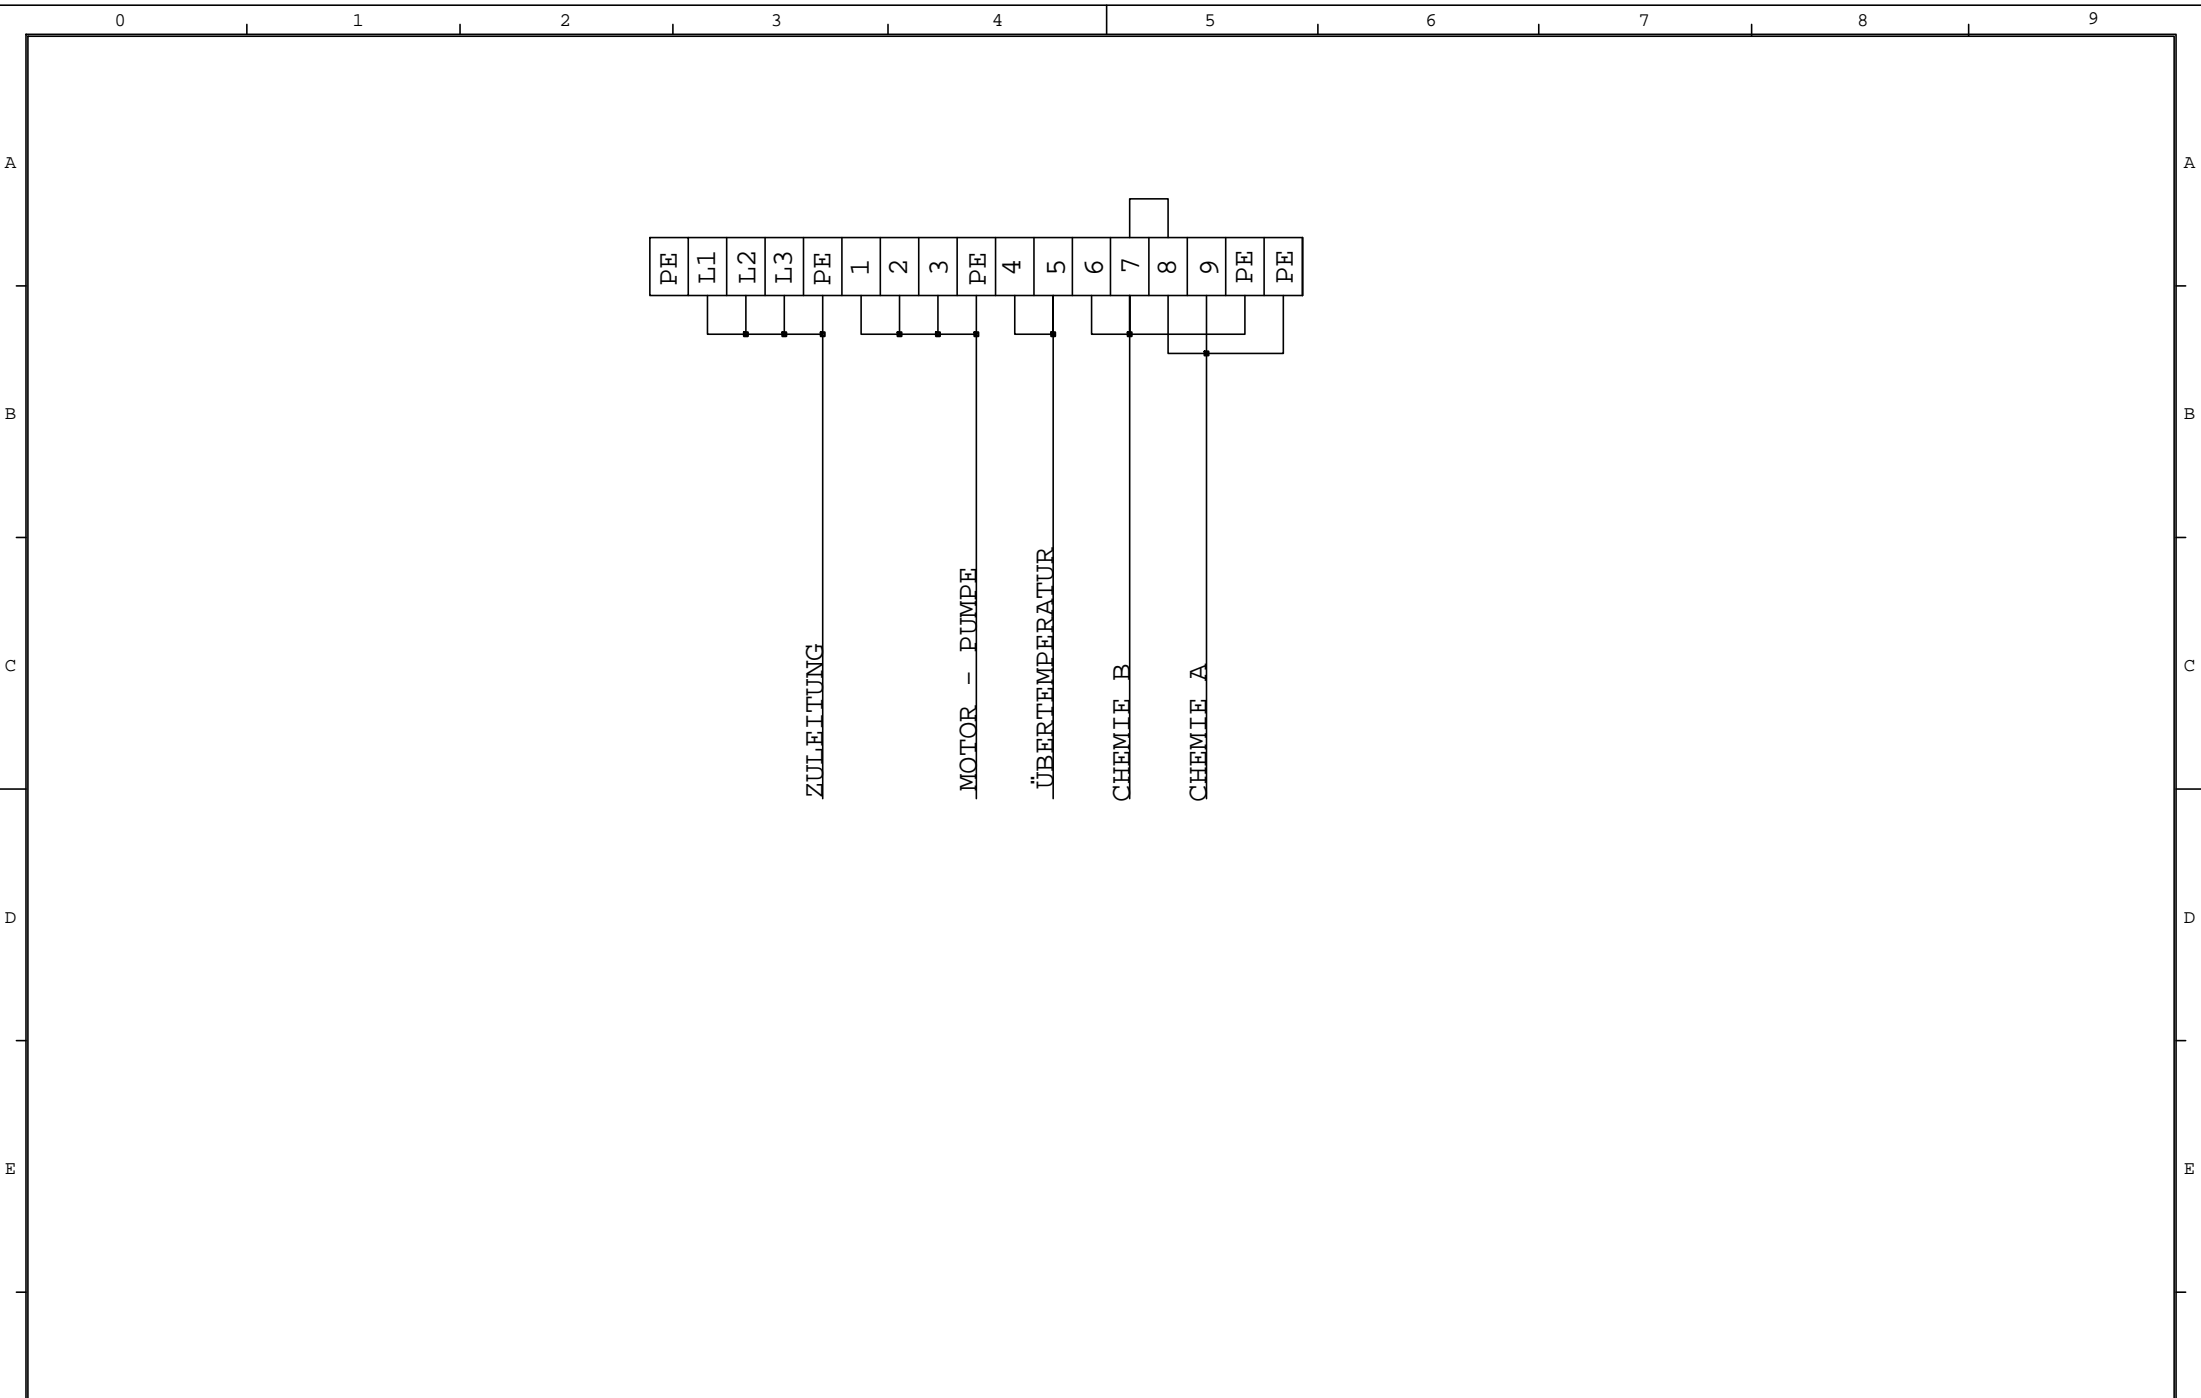 0 1 2 3 4 5 6 7 8 9
A A
PE L1 L2 L3 PE 1 2 3 PE 4 5 6 7 8 9 PE PE
B B
ZULEITUNG
MOTOR - PUMPE
ÜBERTEMPERATUR
CHEMIE B
CHEMIE A
C C
D D
E E